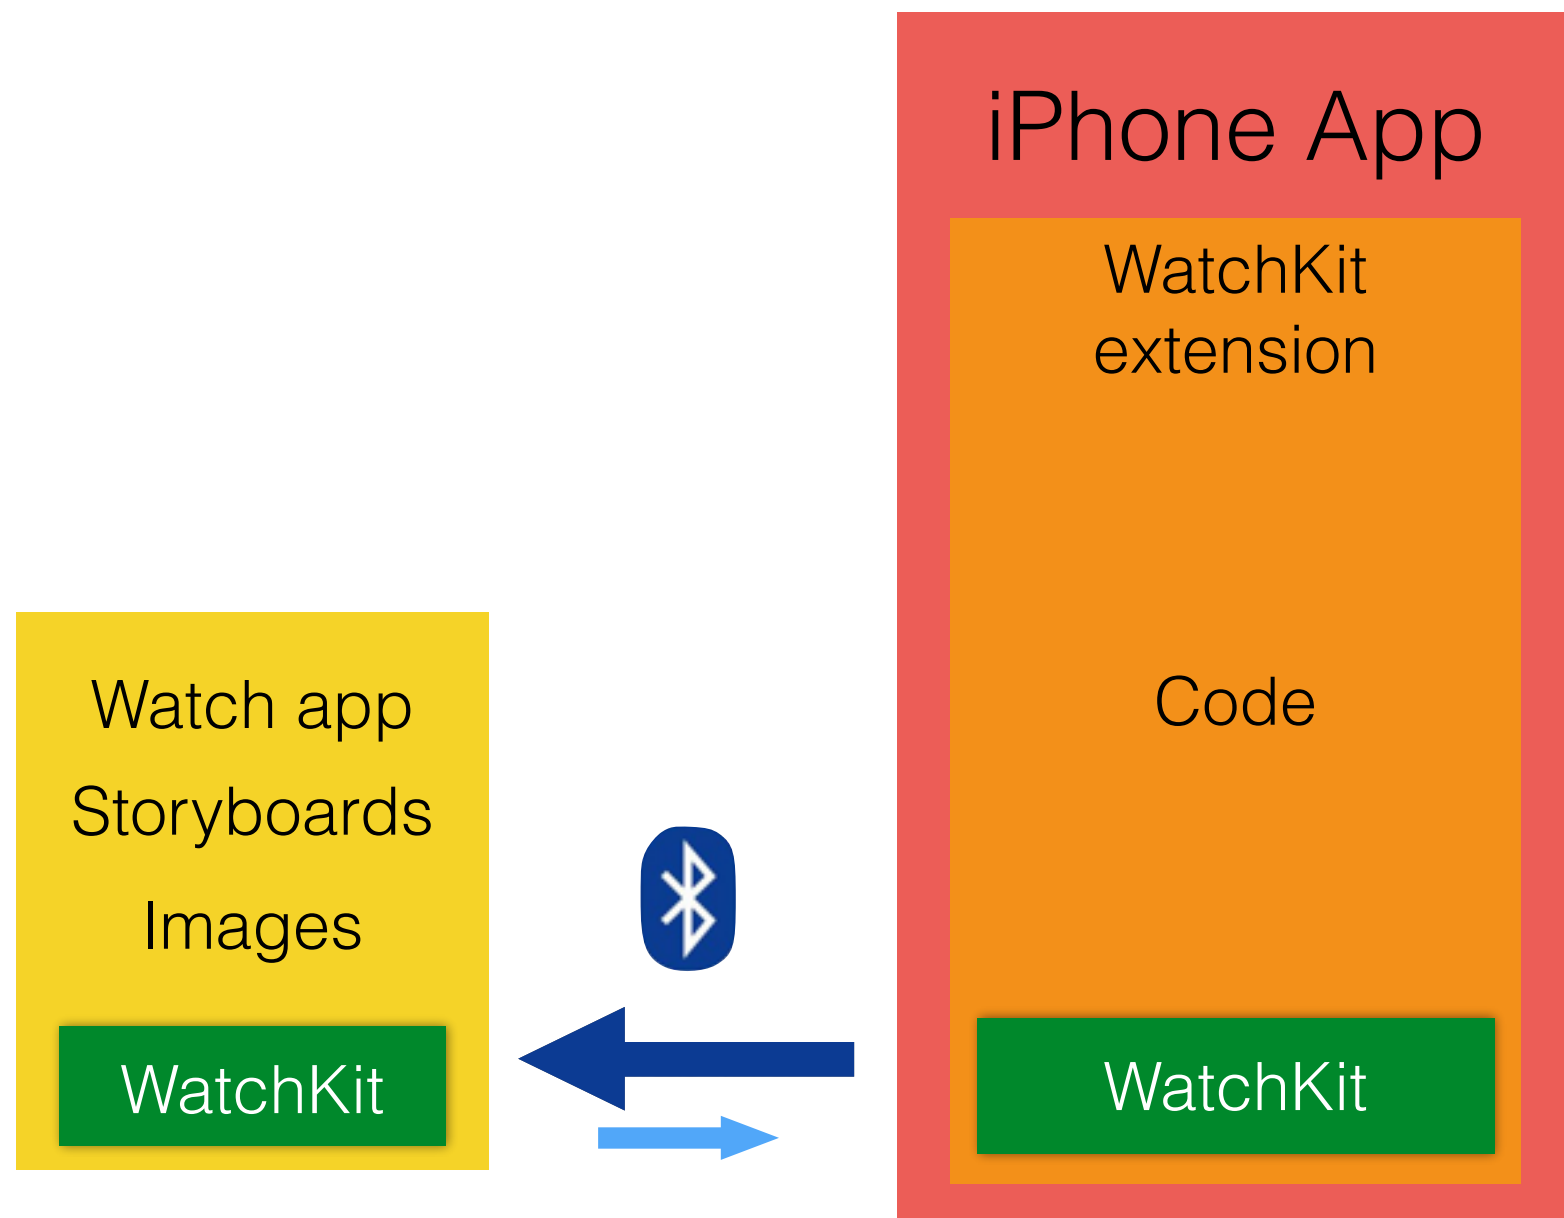 iPhone App
WatchKit
extension
Code
WatchKit
Watch app
Storyboards
Images
WatchKit